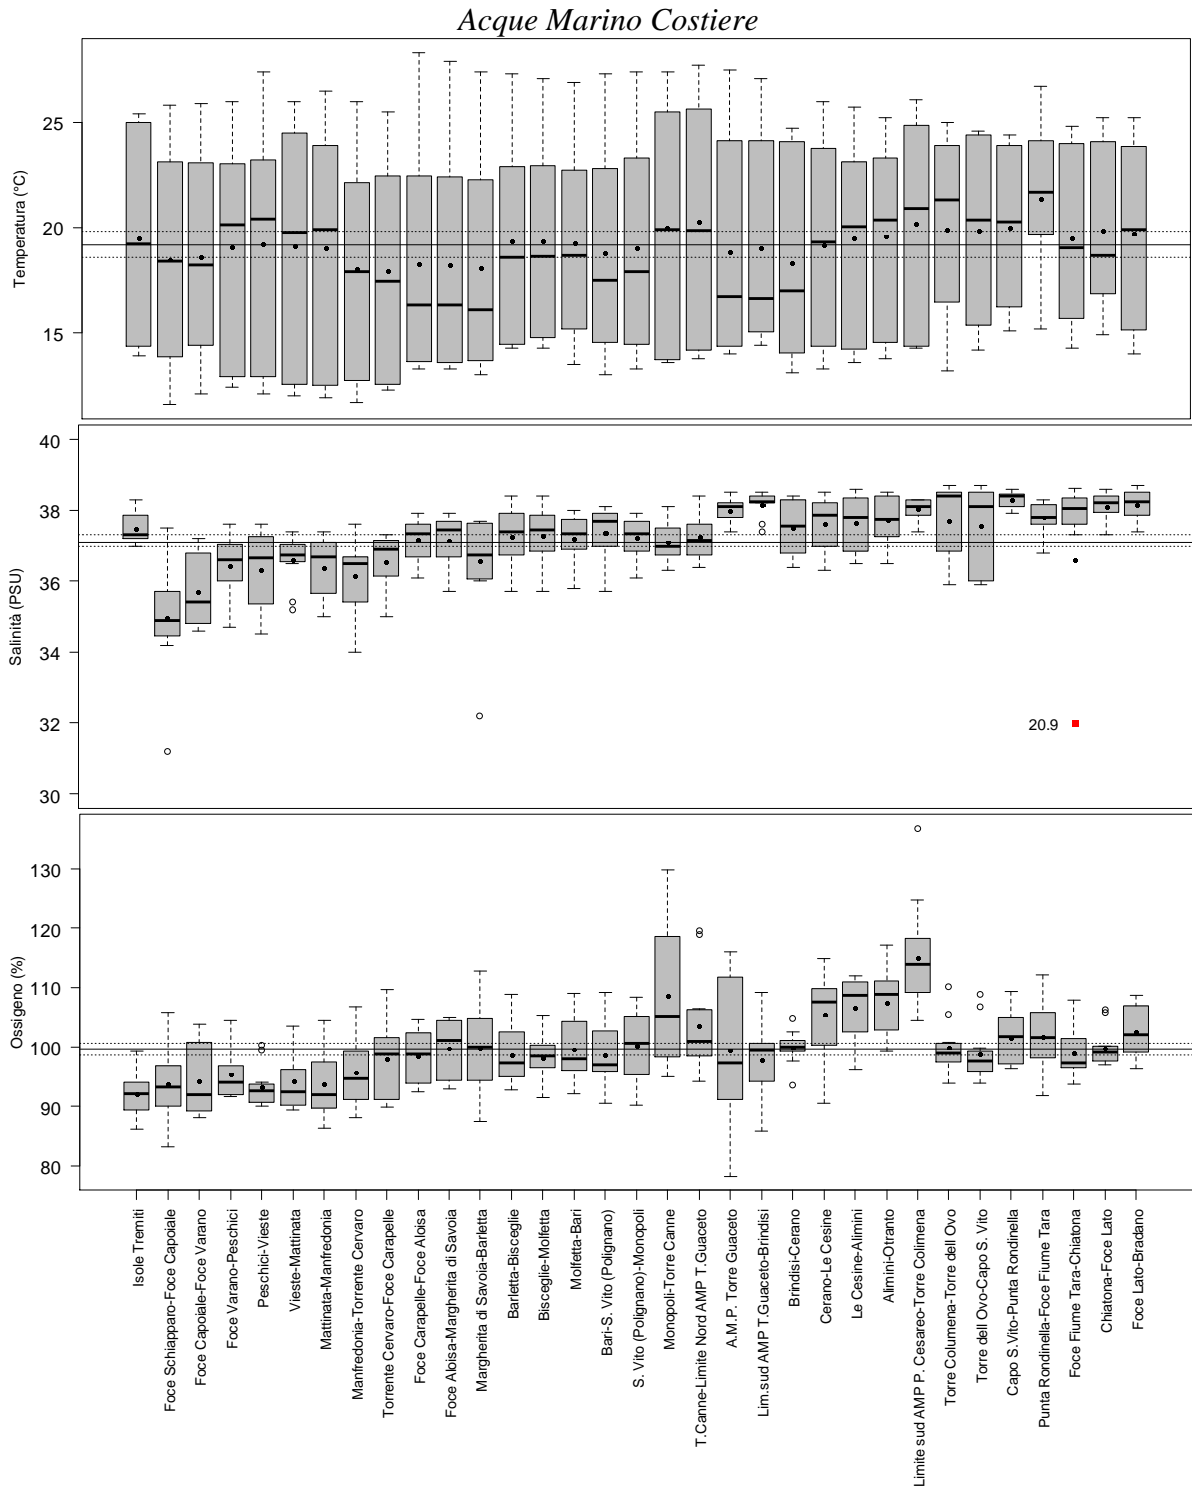 Acque Marino Costiere
Temperatura (°C)
25
20
15
Salinità (PSU)
40
38
36
34
32
30
20.9
Ossigeno (%)
130
120
110
100
90
80
Isole Tremiti
Foce Schiapparo-Foce Capoiale
Foce Capoiale-Foce Varano
Foce Varano-Peschici
Peschici-Vieste
Vieste-Mattinata
Mattinata-Manfredonia
Manfredonia-Torrente Cervaro
Torrente Cervaro-Foce Carapelle
Foce Carapelle-Foce Aloisa
Foce Aloisa-Margherita di Savoia
Margherita di Savoia-Barletta
Barletta-Bisceglie
Bisceglie-Molfetta
Molfetta-Bari
Bari-S. Vito (Polignano)
S. Vito (Polignano)-Monopoli
Monopoli-Torre Canne
T.Canne-Limite Nord AMP T.Guaceto
A.M.P. Torre Guaceto
Lim.sud AMP T.Guaceto-Brindisi
Brindisi-Cerano
Cerano-Le Cesine
Le Cesine-Alimini
Alimini-Otranto
Limite sud AMP P. Cesareo-Torre Colimena
Torre Columena-Torre dell Ovo
Torre dell Ovo-Capo S. Vito
Capo S.Vito-Punta Rondinella
Punta Rondinella-Foce Fiume Tara
Foce Fiume Tara-Chiatona
Chiatona-Foce Lato
Foce Lato-Bradano